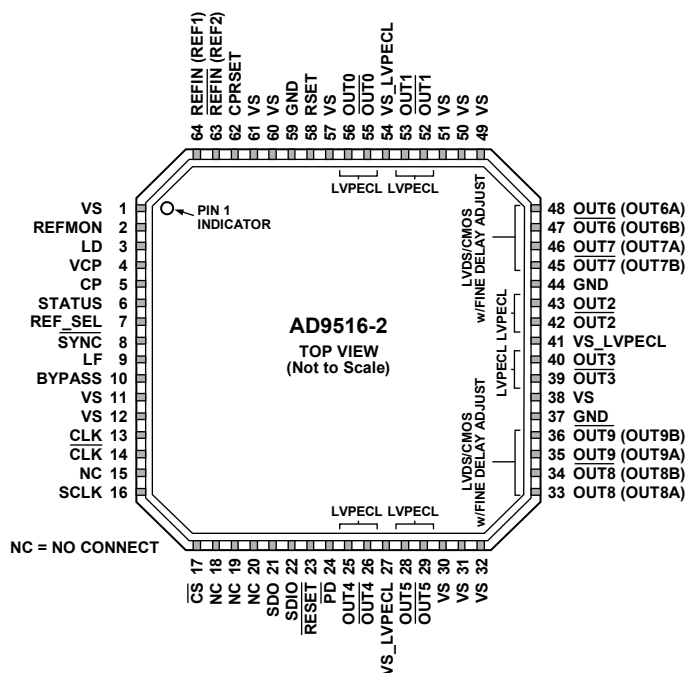 64 REFIN (REF1)
63 REFIN (REF2)
62 CPRSET
61 VS
60 VS
59 GND
58 RSET
57 VS
56 OUT0
55 OUT0
54 VS_LVPECL
53 OUT1
52 OUT1
51 VS
50 VS
49 VS
LVPECL
LVPECL
VS 1
REFMON 2
LD 3
VCP 4
CP 5
STATUS 6
REF_SEL 7
SYNC 8
LF 9
BYPASS 10
VS 11
VS 12
CLK 13
CLK 14
NC 15
SCLK 16
PIN 1
INDICATOR
AD9516-2
TOP VIEW
(Not to Scale)
LVDS/CMOS
w/FINE DELAY ADJUST
LVPECL
LVPECL
LVDS/CMOS
w/FINE DELAY ADJUST
48 OUT6 (OUT6A)
47 OUT6 (OUT6B)
46 OUT7 (OUT7A)
45 OUT7 (OUT7B)
44 GND
43 OUT2
42 OUT2
41 VS_LVPECL
40 OUT3
39 OUT3
38 VS
37 GND
36 OUT9 (OUT9B)
35 OUT9 (OUT9A)
34 OUT8 (OUT8B)
33 OUT8 (OUT8A)
LVPECL
LVPECL
NC = NO CONNECT
CS 17
NC 18
NC 19
NC 20
SDO 21
SDIO 22
RESET 23
PD 24
OUT4 25
OUT4 26
VS_LVPECL 27
OUT5 28
OUT5 29
VS 30
VS 31
VS 32